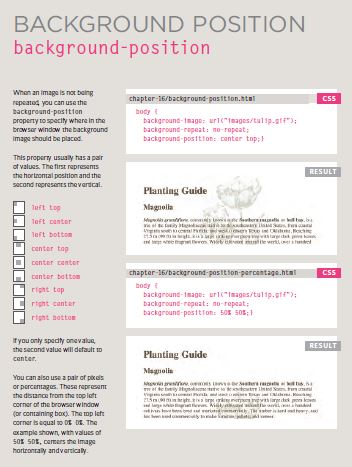 BACKGROUND POSITION
background-position
When an image is not being
repeated, you can use the
background-position
property to specify where in the
browser window the background
image should be placed.
This property usually has a pair
of values. The first represents
the horizontal position and the
second represents the vertical.
left top
left center
left bottom
center top
center center
center bottom
right top
right center
right bottom
If you only specify one value,
the second value will default to
center.
You can also use a pair of pixels
or percentages. These represent
the distance from the top left
corner of the browser window
(or containing box). The top left
corner is equal to 0% 0%. The
example shown, with values of
50% 50%, centers the image
horizontally and vertically.
chapter-16/background-position.html
CSS
body {
background-image: url("images/tulip.gif");
background-repeat: no-repeat;
background-position: center top;}
RESULT
Planting Guide
Magnolia
Magnolia grandiflora, commonly known as the Southern magnolia or bull bay, is a
tree of the family Magnoliaceae native to the southeastern United States, from coastal
Virginia south to central Florida, and west to eastern Texas and Oklahoma. Reaching
27.5 m (90 ft) in height, it is a large striking evergreen tree with large dark green leaves
and large white fragrant flowers. Widely cultivated around the world, over a hundred
chapter-16/background-position-percentage.html
CSS
body {
background-image: url("images/tulip.gif");
background-repeat: no-repeat;
background-position: 50% 50%;}
RESULT
Planting Guide
Magnolia
Magnolia grandiflora, commonly known as the Southern magnolia or bull bay, is a
tree of the family Magnoliaceae native to the southeastern United States, from coastal
Virginia south to central Florida, and west to eastern Texas and Oklahoma. Reaching
27.5 m (90 ft) in height, it is a large striking evergreen tree with large dark green leaves
and large white fragrant flowers. Widely cultivated around the world, over a hundred
cultivars have been bred and marketed commercially. The timber is hard and heavy, and
has been used commercially to make furniture, pallets, and veneer.